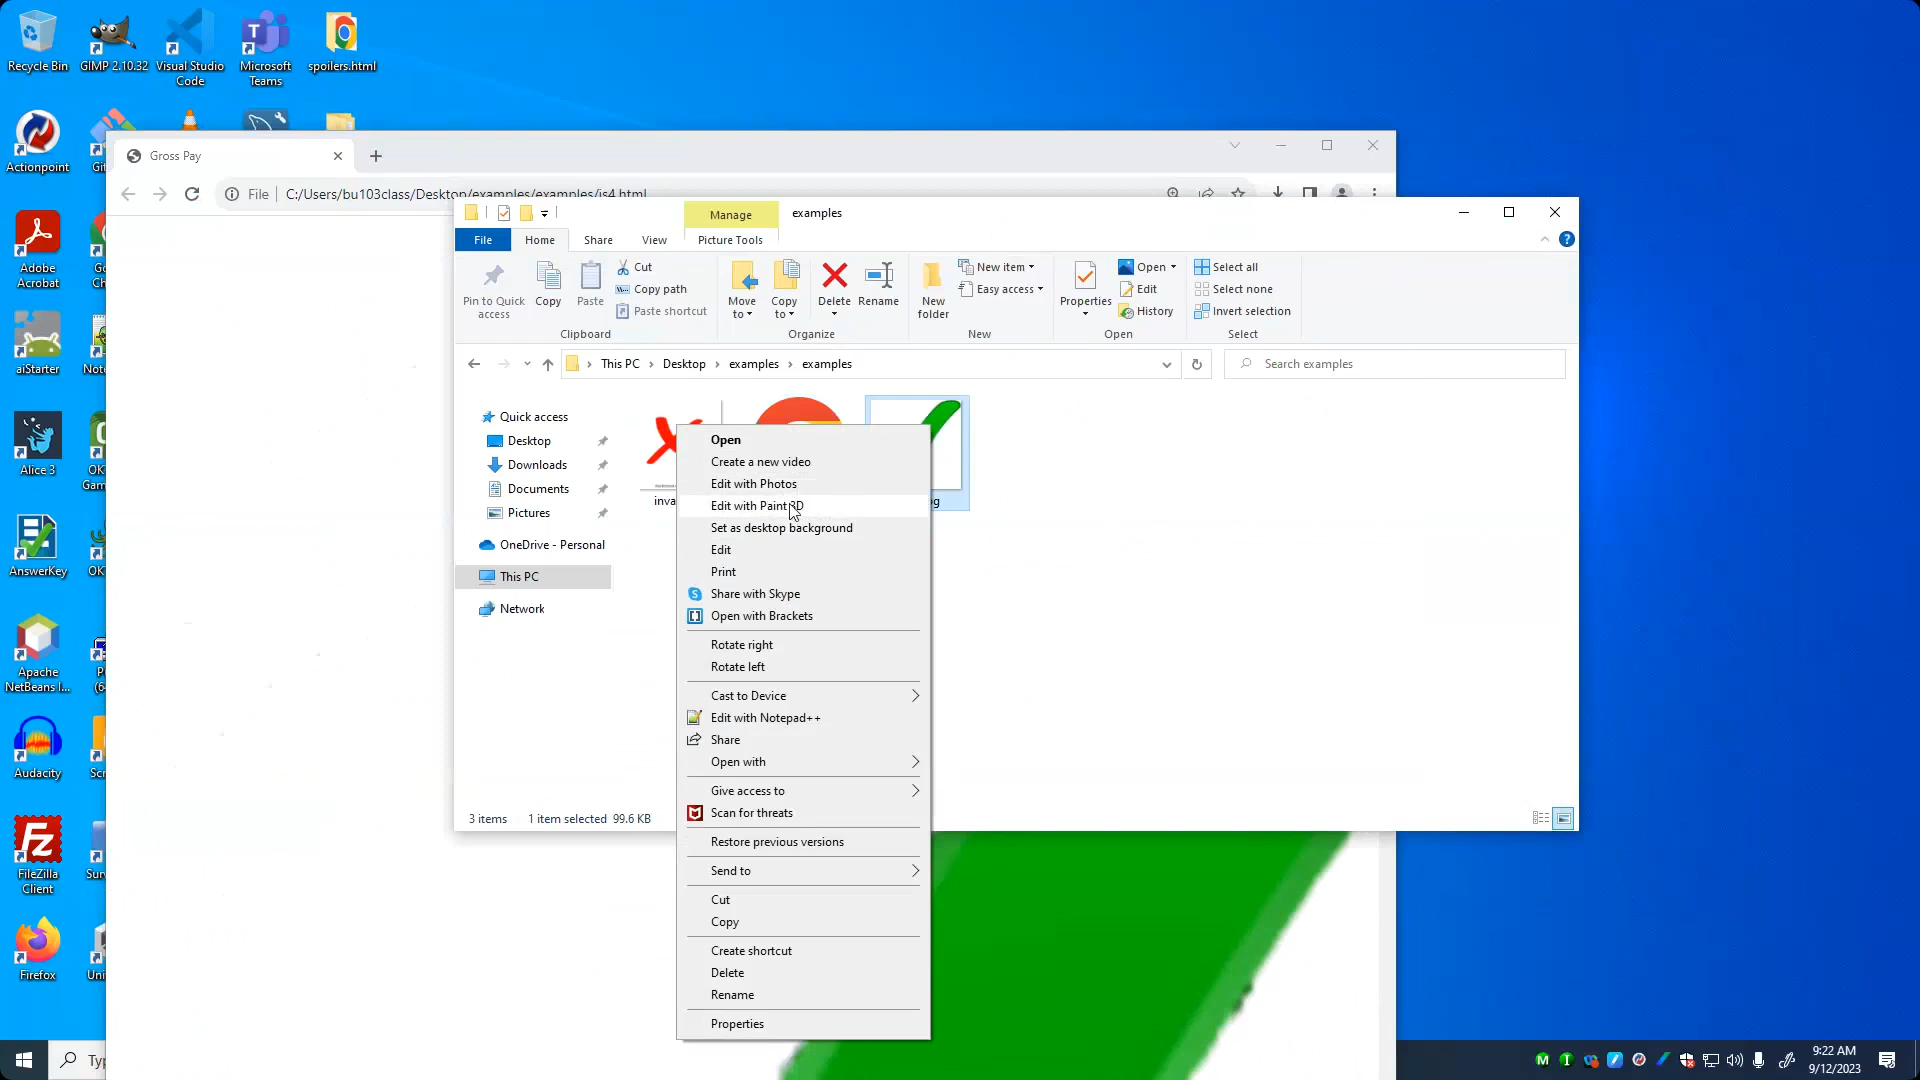 Recycle Bin
GIMP 2.10.32
Visual Studio
Code
Microsoft
Teams
spoilers.html
Actionpoint
Git
Adobe
Acrobat
aiStarter
Alice 3
AnswerKey
Apache
NetBeans I...
Audacity
FileZilla
Client
Firefox
Gross Pay
File
C:/Users/bu103class/Desktop/examples/examples/js4.html
Manage
examples
File
Home
Share
View
Picture Tools
Pin to Quick
access
Copy
Paste
Cut
Copy path
Paste shortcut
Clipboard
Move
to
Copy
to
Delete
Rename
Organize
New
folder
New item
Easy access
New
Properties
Open
Edit
History
Open
Select all
Select none
Invert selection
Select
This PC
Desktop
examples
examples
Search examples
Quick access
Desktop
Downloads
Documents
Pictures
OneDrive - Personal
This PC
Network
3 items
1 item selected 99.6 KB
Open
Create a new video
Edit with Photos
Edit with Paint 3D
Set as desktop background
Edit
Print
Share with Skype
Open with Brackets
Rotate right
Rotate left
Cast to Device
Edit with Notepad++
Share
Open with
Give access to
Scan for threats
Restore previous versions
Send to
Cut
Copy
Create shortcut
Delete
Rename
Properties
9:22 AM
9/12/2023